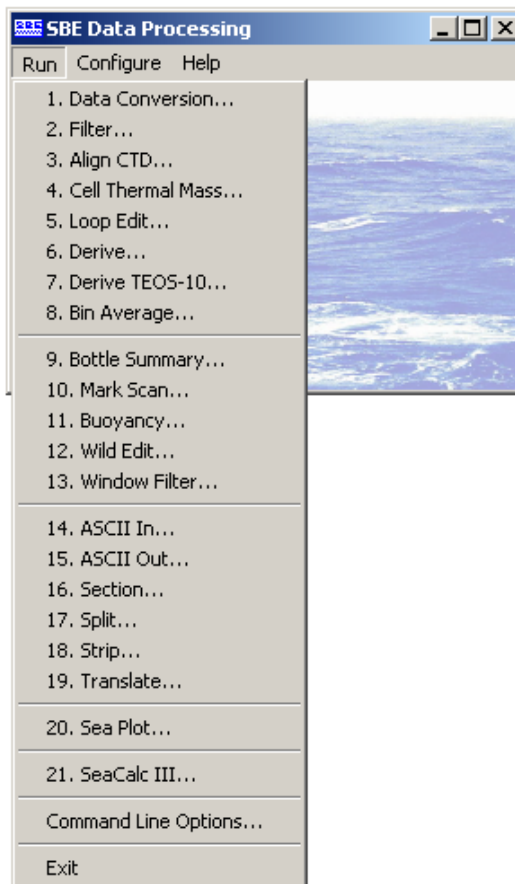 SBE SBE Data Processing
Run Configure Help
1. Data Conversion...
2. Filter...
3. Align CTD...
4. Cell Thermal Mass...
5. Loop Edit...
6. Derive...
7. Derive TEOS-10...
8. Bin Average...
9. Bottle Summary...
10. Mark Scan...
11. Buoyancy...
12. Wild Edit...
13. Window Filter...
14. ASCII In...
15. ASCII Out...
16. Section...
17. Split...
18. Strip...
19. Translate...
20. Sea Plot...
21. SeaCalc III...
Command Line Options...
Exit